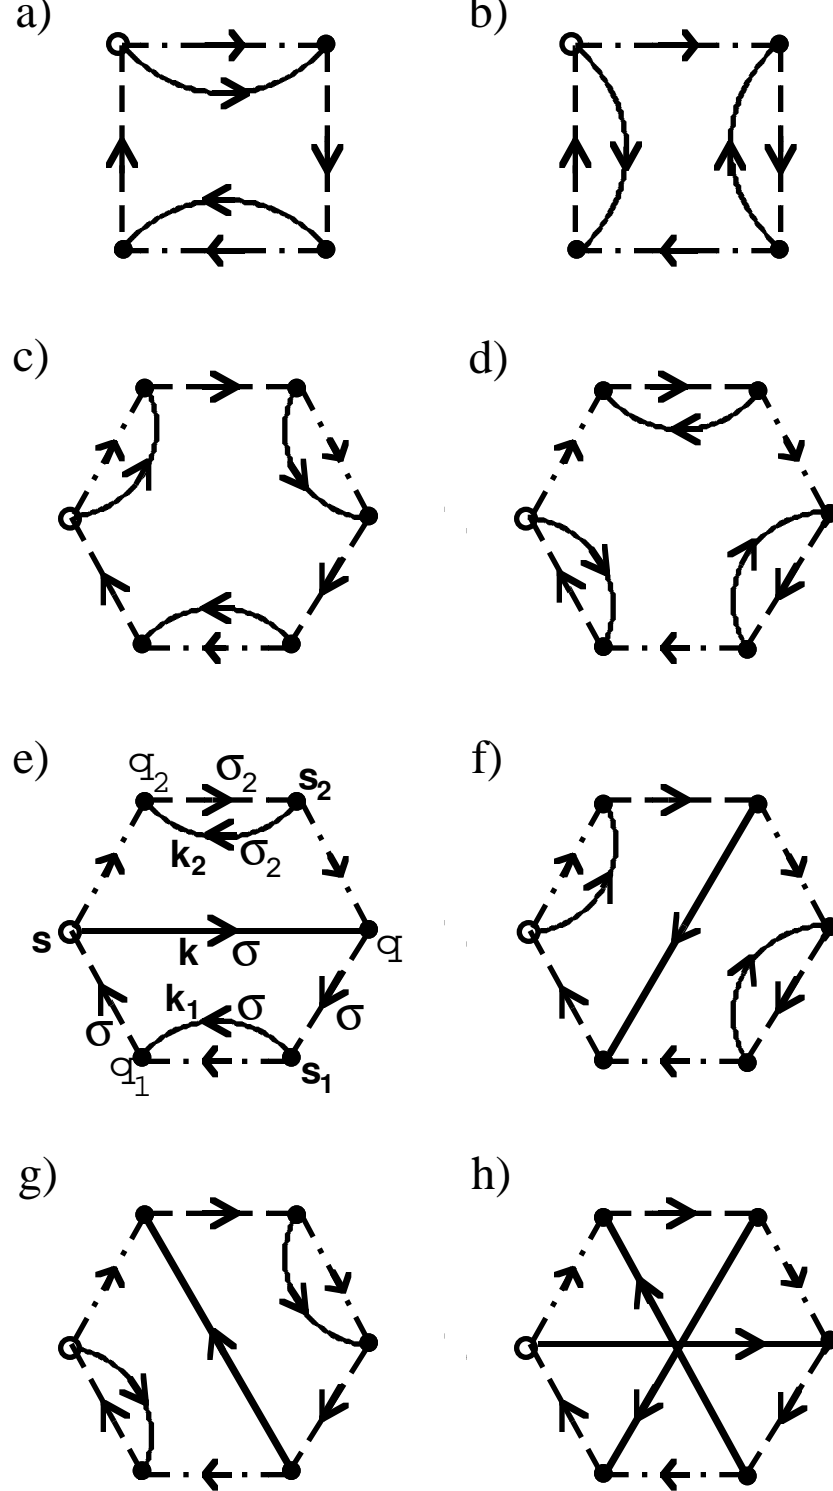 a) b)
c) d)
e) f)
q₂ σ₂ s₂
k₂ σ₂
s k σ q
k₁ σ σ
σ
q₁ s₁
g) h)